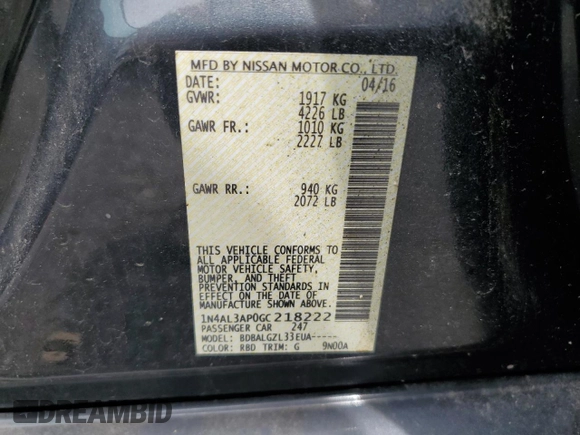 MFD BY NISSAN MOTOR CO., LTD.
DATE: 04/16
GVWR: 1917 KG
4226 LB
GAWR FR.: 1010 KG
2227 LB
GAWR RR.: 940 KG
2072 LB
THIS VEHICLE CONFORMS TO
ALL APPLICABLE FEDERAL
MOTOR VEHICLE SAFETY,
BUMPER, AND THEFT
PREVENTION STANDARDS
IN EFFECT ON THE DATE OF
MANUFACTURE SHOWN ABOVE.
1N4AL3AP0GC218222
PASSENGER CAR 247
MODEL: BDBALGZL33EUA-----
COLOR: RBD TRIM: G 9N00A
DREAMBID